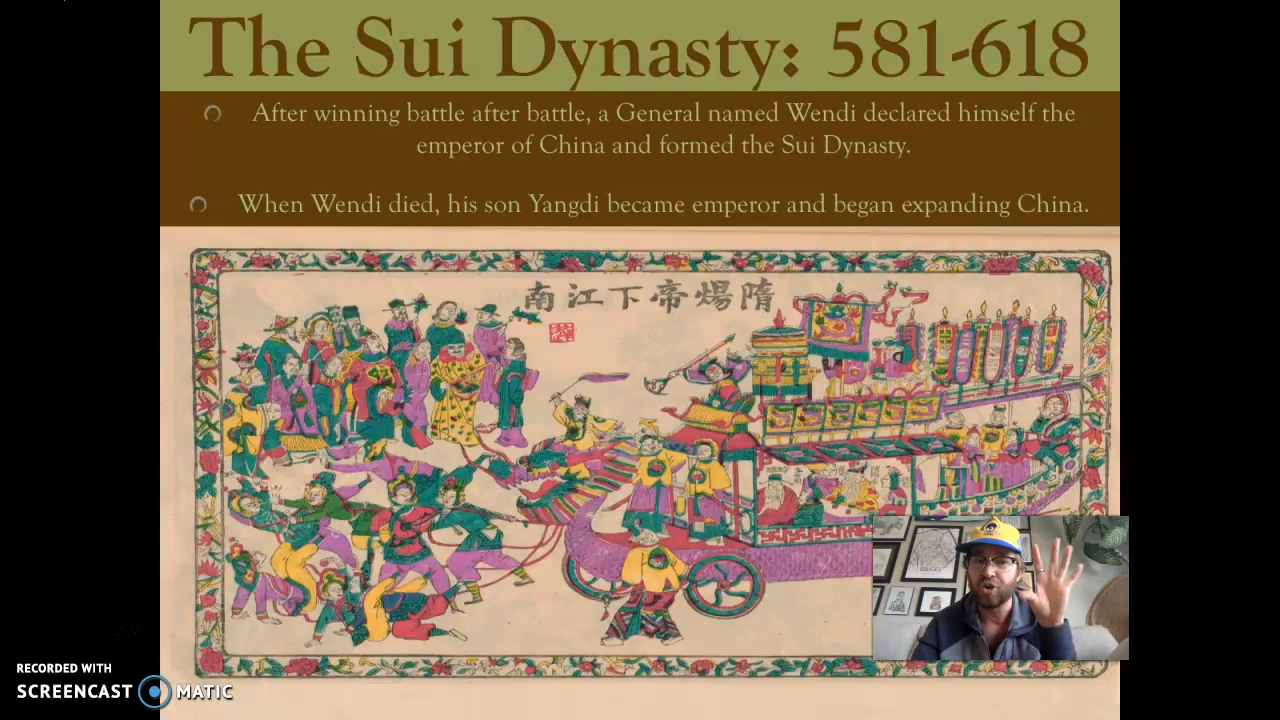 The Sui Dynasty: 581-618
After winning battle after battle, a General named Wendi declared himself the
emperor of China and formed the Sui Dynasty.
When Wendi died, his son Yangdi became emperor and began expanding China.
隋煬帝下江南
RECORDED WITH
SCREENCAST MATIC